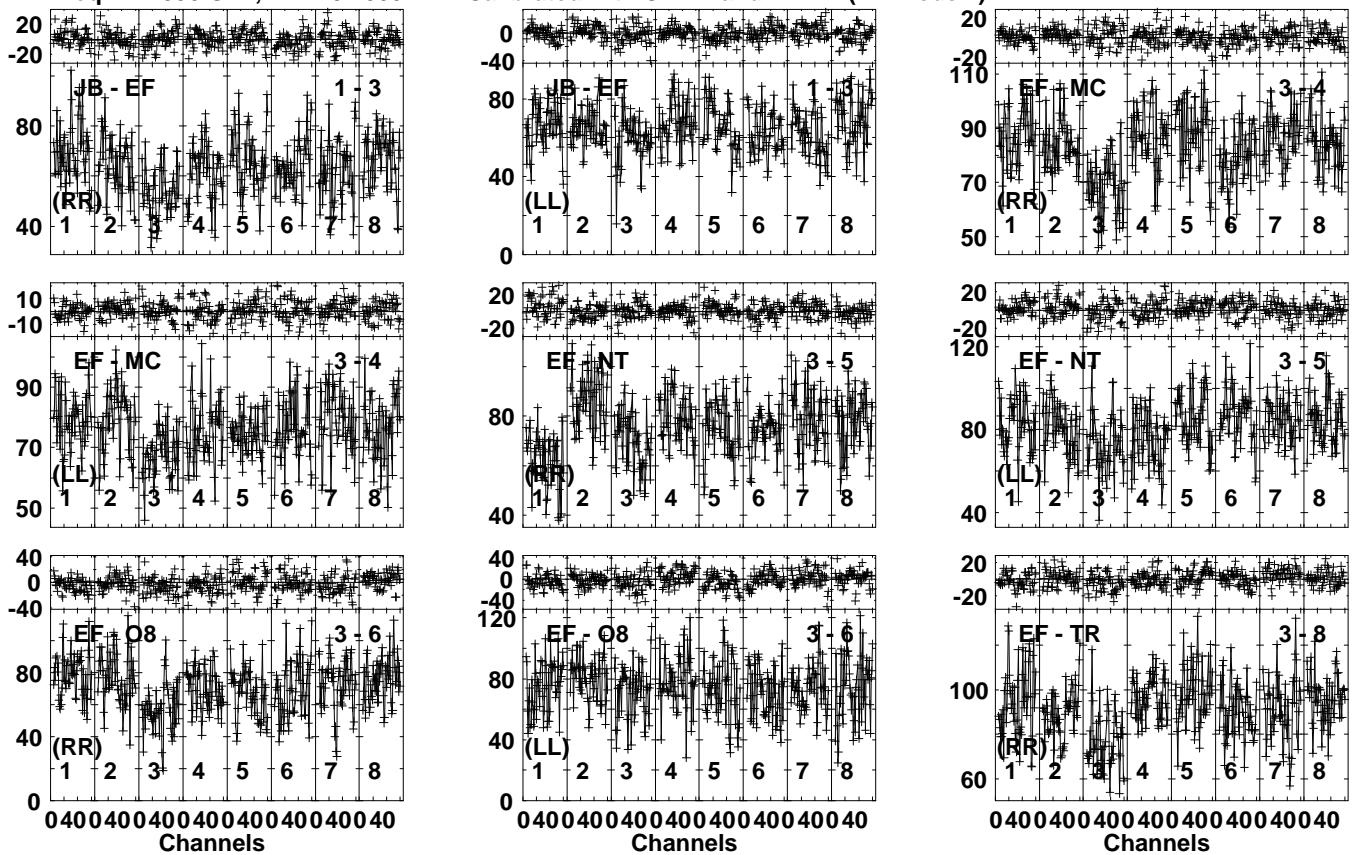 20 0 20
-20 -40 -20
JB - EF 1 - 3 JB - EF 1 - 3 110 EF - MC 3 - 4
80 80 90
40 70
(RR) (LL) (RR)
40 1 2 3 4 5 6 7 8 1 2 3 4 5 6 7 8 1 2 3 4 5 6 7 8
0 50
10 20 20
-10 -20 -20
EF - MC 3 - 4 EF - NT 3 - 5 120 EF - NT 3 - 5
90 80 80
70
(LL) (RR) (LL)
50 1 2 3 4 5 6 7 8 1 2 3 4 5 6 7 8 1 2 3 4 5 6 7 8
40 40
40 40 20
0 0 -20
-40 -40
EF - O8 3 - 6 120 EF - O8 3 - 6 EF - TR 3 - 8
80 80 100
40 40
(RR) (LL) (RR)
1 2 3 4 5 6 7 8 1 2 3 4 5 6 7 8 60 1 2 3 4 5 6 7 8
0 0
0 40 0 40 0 40 0 40 0 40 0 40 0 40 0 40 0 40 0 40 0 40 0 40 0 40 0 40 0 40 0 40 0 40 0 40 0 40 0 40 0 40 0 40 0 40 0 40
Channels Channels Channels